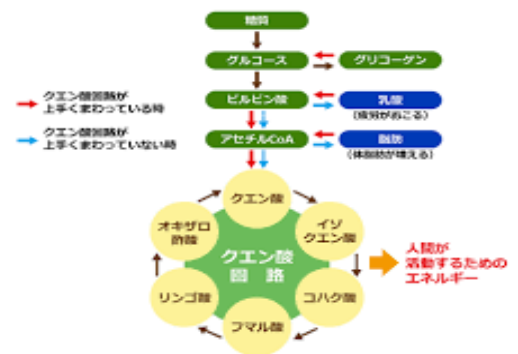 糖質
グルコース
グリコーゲン
ピルビン酸
乳酸
(疲労がおこる)
クエン酸回路が
上手くまわっている時
クエン酸回路が
上手くまわっていない時
アセチルCoA
脂肪
(体脂肪が増える)
クエン酸
オキザロ
酢酸
イソ
クエン酸
クエン酸
回路
人間が
活動するための
エネルギー
リンゴ酸
コハク酸
フマル酸